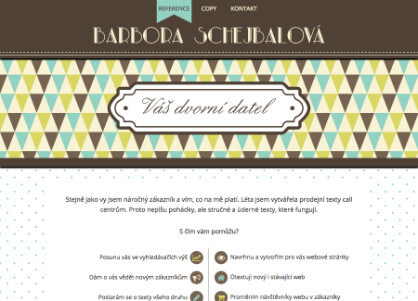 REFERENCE COPY KONTAKT
BARBORA SCHEJBALOVÁ
Váš dvorní datel
Stejně jako vy jsem náročný zákazník a vím, co na mě platí. Léta jsem vytvářela prodejní texty call
centrům. Proto nepíšu pohádky, ale stručné a úderné texty, které fungují.
S čím vám pomůžu?
Posunu vás ve vyhledávačích výš
Navrhnu a vytvořím pro vás webové stránky
Dám o vás vědět novým zákazníkům
Otestuji nový i stávající web
Postarám se o texty všeho druhu
Proměním návštěvníky webu v zákazníky